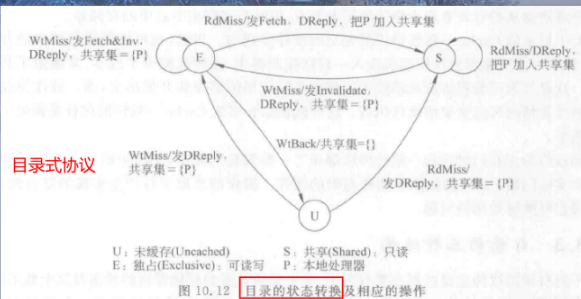 RdMiss/发Fetch、DReply、把P 加入共享集
WtMiss/发Fetch&Inv、
DReply、共享集={P}
E
S
RdMiss/DReply、
把P 加入共享集
WtMiss/发Invalidate、
DReply、共享集={P}
WtBack/共享集={}
目录式协议
WtMiss/发DReply、
共享集={P}
RdMiss/
发DReply、共享集={P}
U
U：未缓存(Uncached) S：共享(Shared)：只读
E：独占(Exclusive)：可读写 P：本地处理器
图 10.12 目录的状态转换及相应的操作